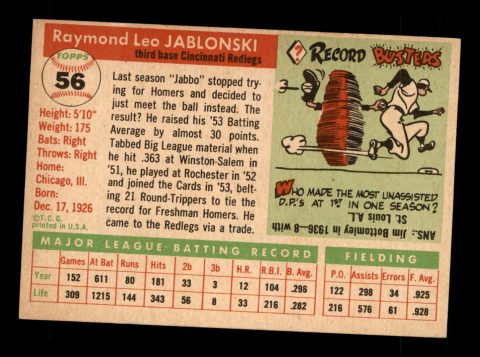 Raymond Leo JABLONSKI
third base Cincinnati Redlegs
TOPPS
56
Height: 5'10"
Weight: 175
Bats: Right
Throws: Right
Home:
Chicago, Ill.
Born:
Dec. 17, 1926
©T. C. G.
printed in U.S.A.
Last season "Jabbo" stopped try-
ing for Homers and decided to
just meet the ball instead. The
result? He raised his '53 Batting
Average by almost 30 points.
Tabbed Big League material when
he hit .363 at Winston-Salem in
'51, he played at Rochester in '52
and joined the Cards in '53, belt-
ing 21 Round-Trippers to tie the
record for Freshman Homers. He
came to the Redlegs via a trade.
? RECORD BUSTERS
WHO MADE THE MOST UNASSISTED
D.P.'S AT 1ST IN ONE SEASON?
ANS.: Jim Bottomley in 1936–8 with
St. Louis A.L.
MAJOR LEAGUE BATTING RECORD
FIELDING
Games At Bat Runs Hits 2b 3b H.R. R.B.I. B. Avg. P.O. Assists Errors F. Avg.
Year 152 611 80 181 33 3 12 104 .296 122 298 34 .925
Life 309 1215 144 343 56 8 33 216 .282 216 576 61 .928